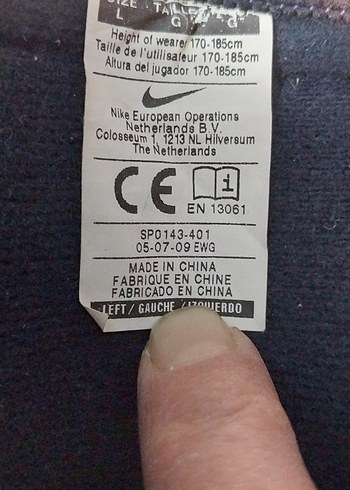 SIZE TAILLE
L G G
Height of wearer 170-185cm
Taille de l'utilisateur 170-185cm
Altura del jugador 170-185cm
Nike European Operations
Netherlands B.V.
Colosseum 1, 1213 NL Hilversum
The Netherlands
CE i
EN 13061
SP0143-401
05-07-09 EWG
MADE IN CHINA
FABRIQUE EN CHINE
FABRICADO EN CHINA
LEFT / GAUCHE / IZQUIERDO